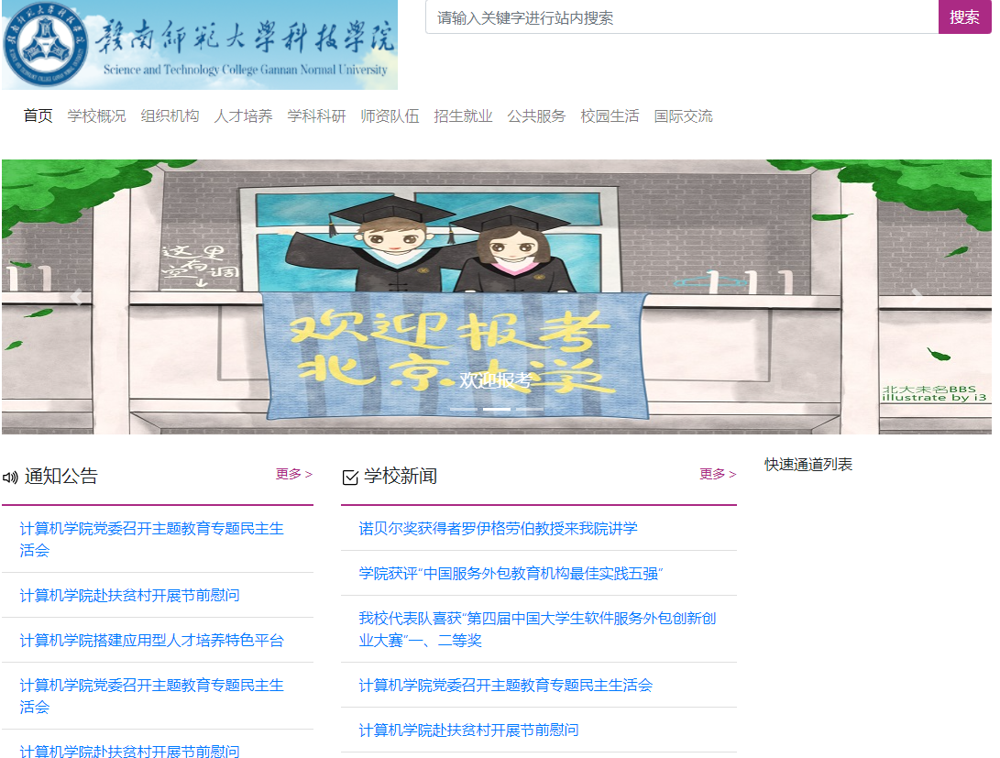 贛南師範大學科技學院
Science and Technology College Gannan Normal University
请输入关键字进行站内搜索
搜索
首页 学校概况 组织机构 人才培养 学科科研 师资队伍 招生就业 公共服务 校园生活 国际交流
这里
有
空调
欢迎报考
北京大学
欢迎报考
北大未名BBS
illustrate by i3
通知公告
更多 >
计算机学院党委召开主题教育专题民主生
活会
计算机学院赴扶贫村开展节前慰问
计算机学院搭建应用型人才培养特色平台
计算机学院党委召开主题教育专题民主生
活会
计算机学院赴扶贫村开展节前慰问
学校新闻
更多 >
诺贝尔奖获得者罗伊格劳伯教授来我院讲学
学院获评“中国服务外包教育机构最佳实践五强”
我校代表队喜获“第四届中国大学生软件服务外包创新创
业大赛”一、二等奖
计算机学院党委召开主题教育专题民主生活会
计算机学院赴扶贫村开展节前慰问
快速通道列表